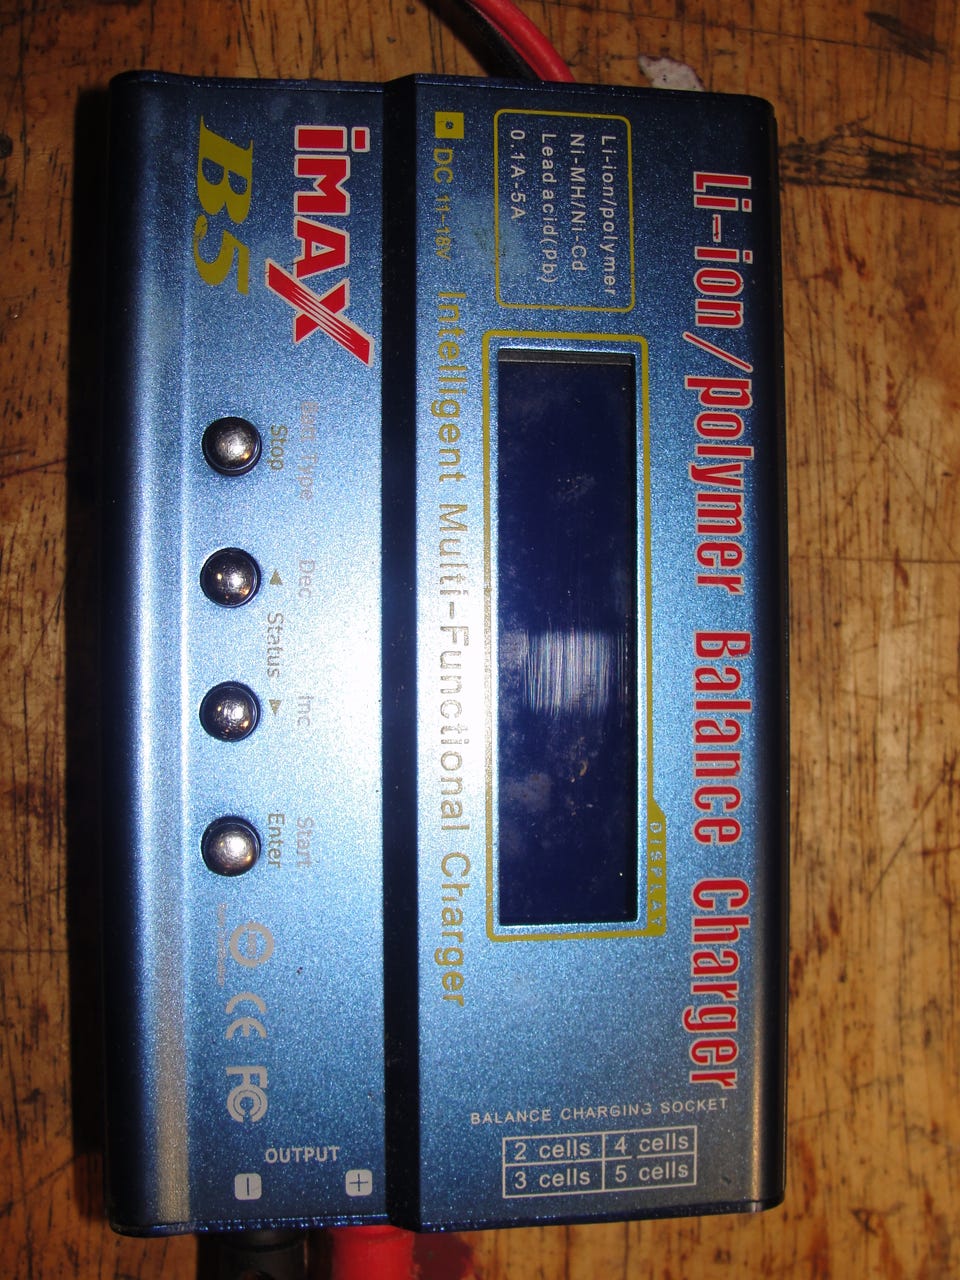 Li-ion/polymer Balance Charger
Li-ion/polymer
Ni-MH/Ni-Cd
Lead acid(Pb)
0.1A-5A
DISPLAY
DC 11-18V
Intelligent Multi-Functional Charger
iMAX
B5
Batt Type
Stop
Dec
Inc
◄ Status ►
Start
Enter
CE
FC
BALANCE CHARGING SOCKET
2 cells 4 cells
3 cells 5 cells
OUTPUT
- +